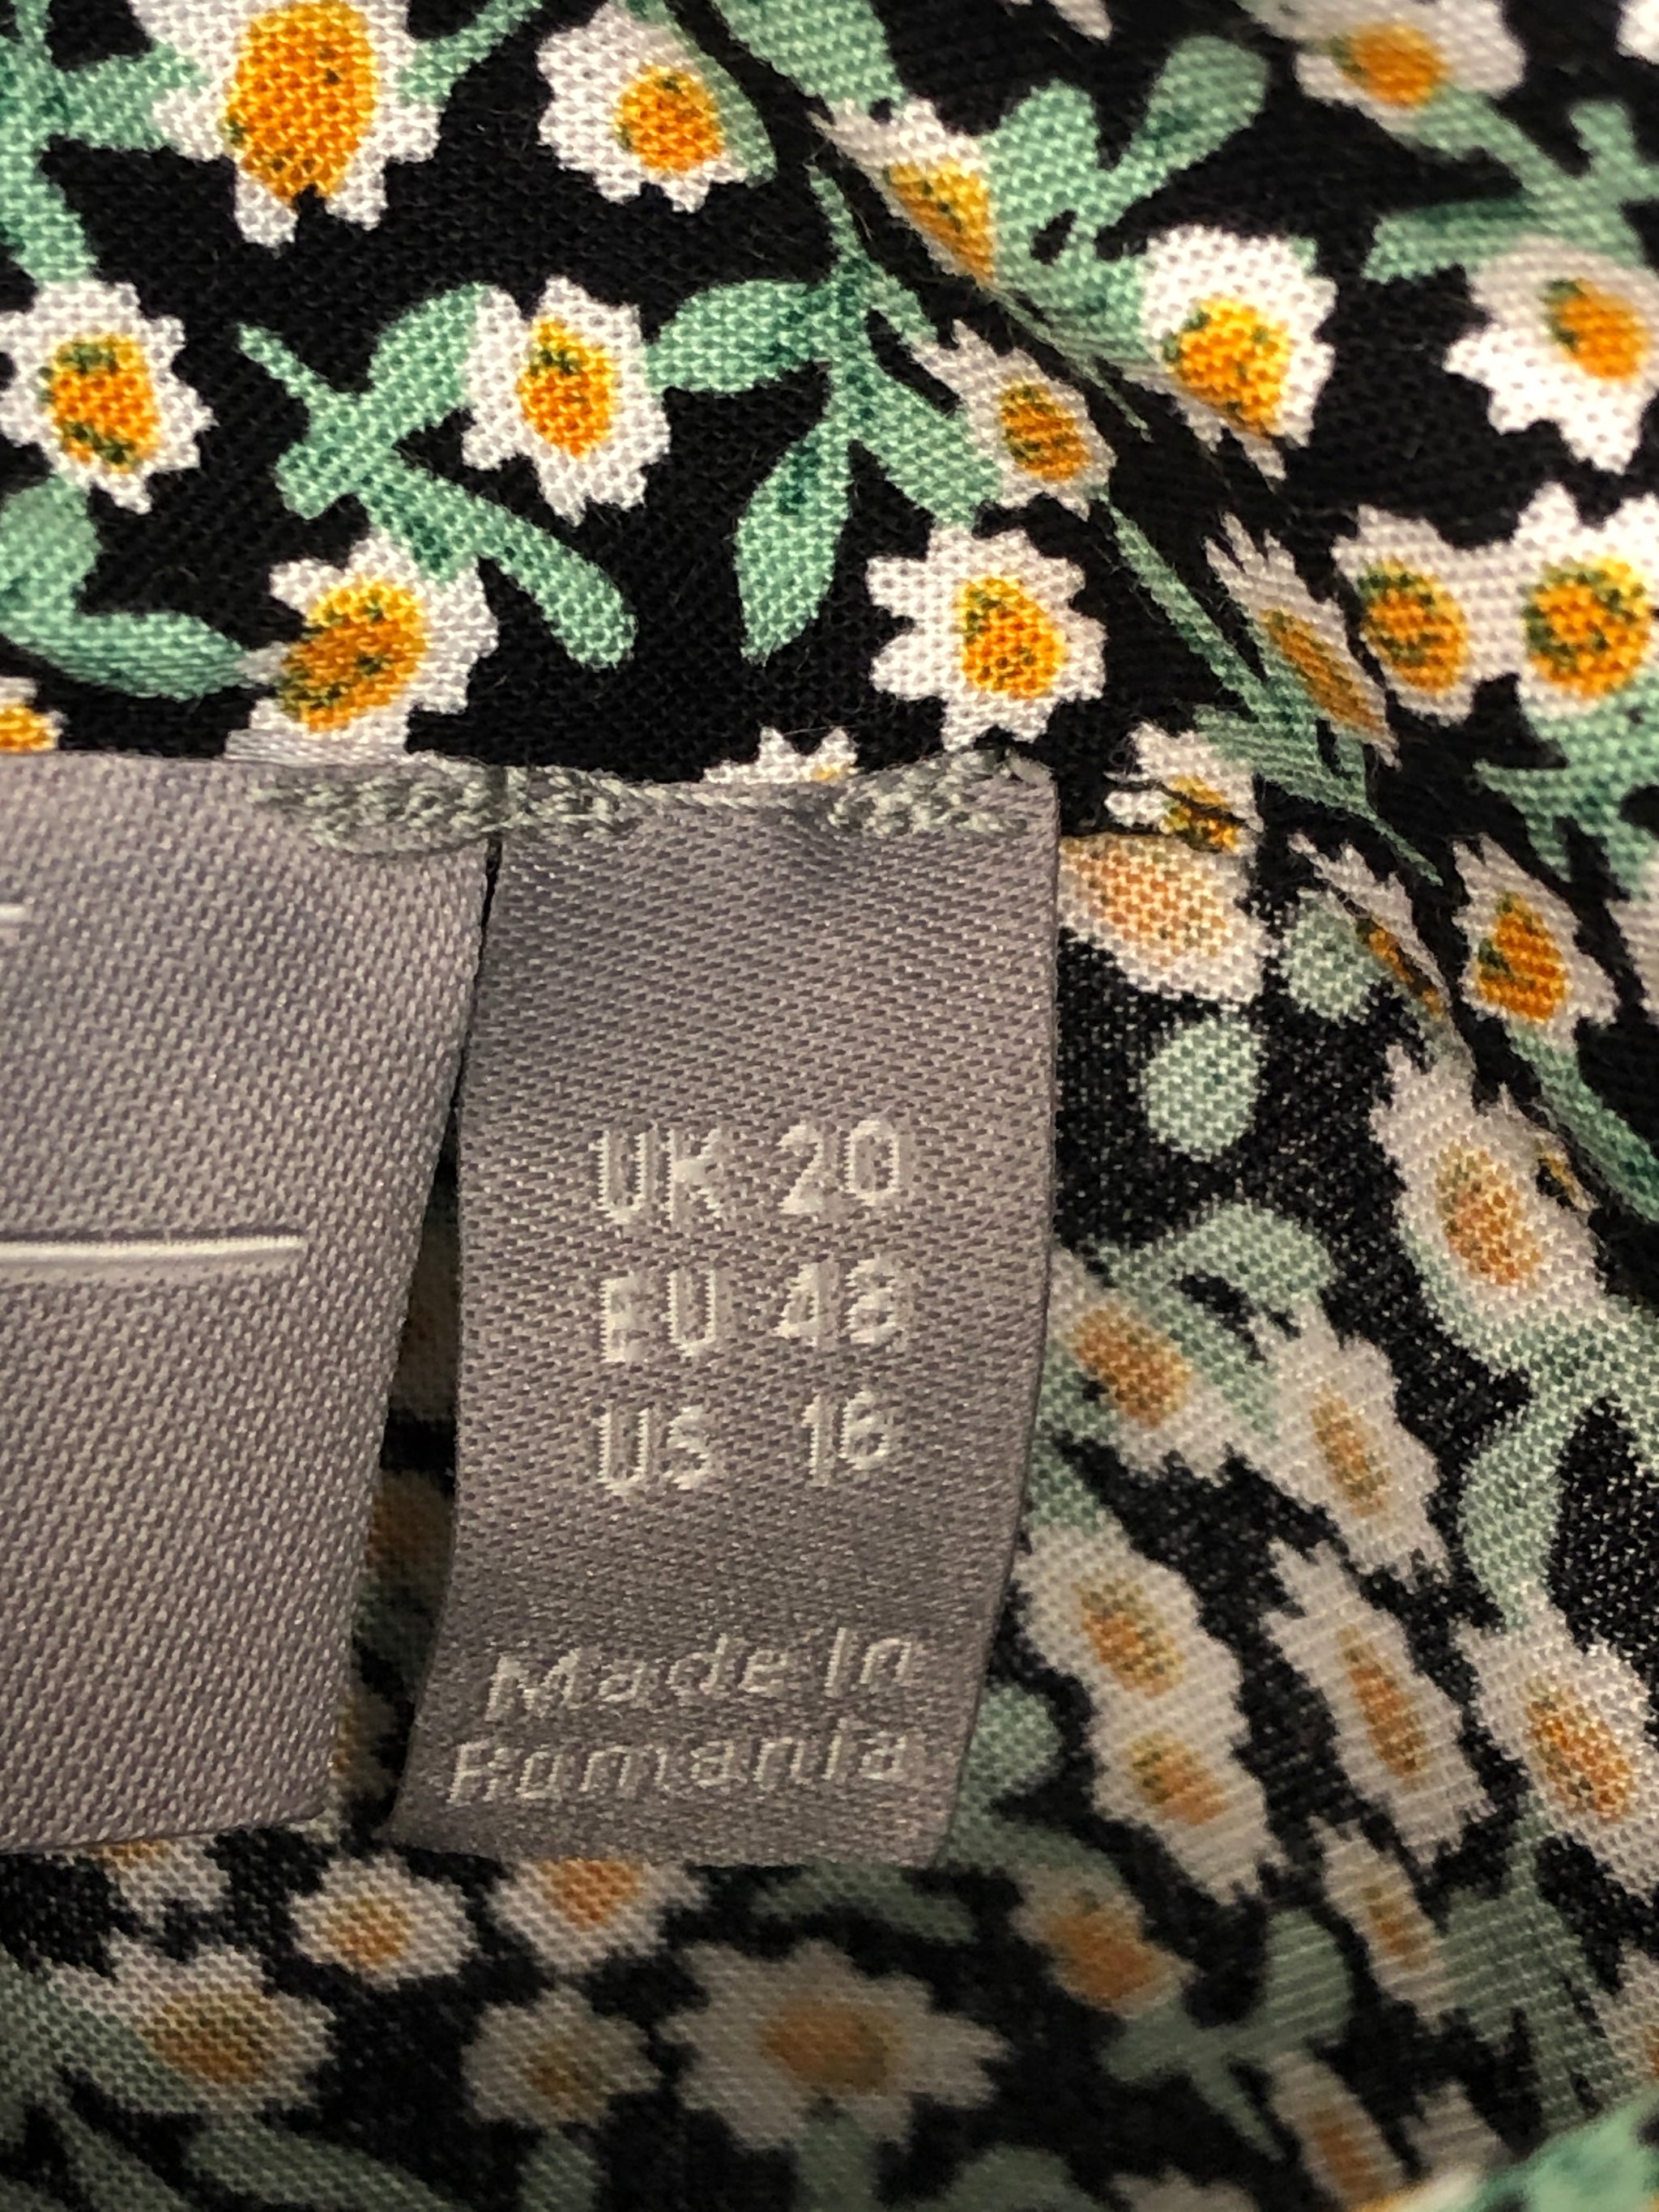 UK 20
EU 48
US 16
Made in
Romania